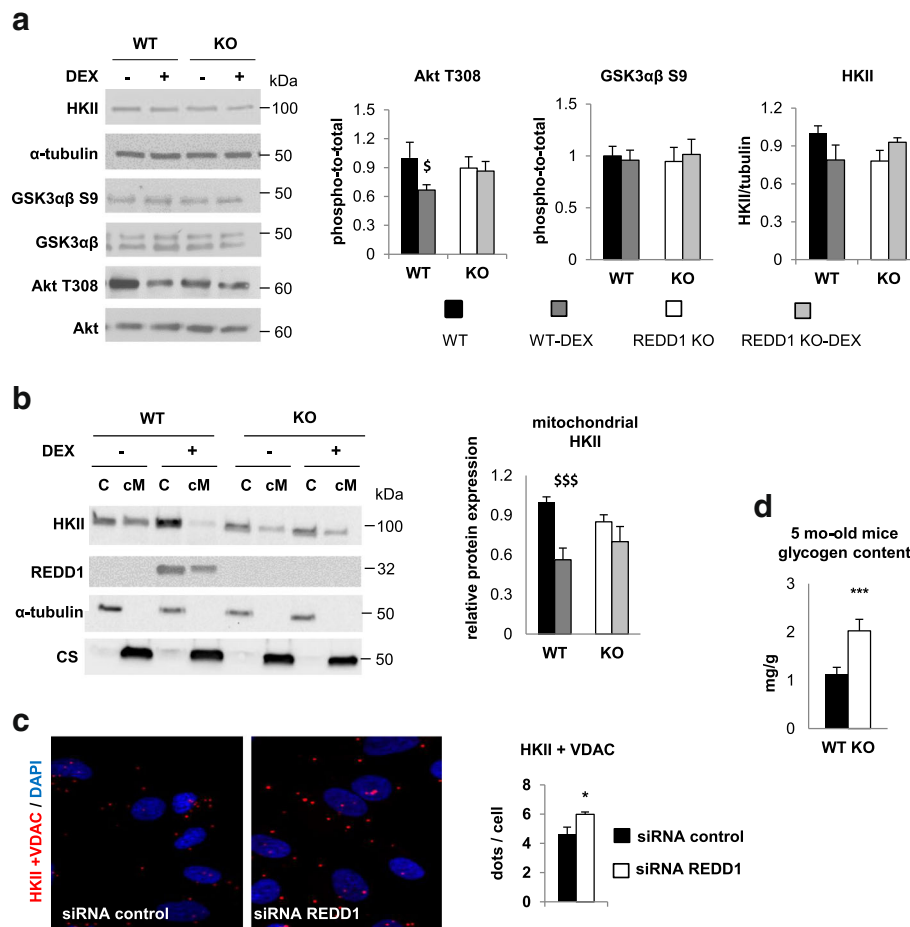 a
WT KO
DEX - + - + kDa
HKII 100
α-tubulin 50
GSK3αβ S9 50
GSK3αβ 50
Akt T308 60
Akt 60
Akt T308
phospho-to-total
1.5
1.2
0.9
0.6
0.3
0
$
WT KO
GSK3αβ S9
phospho-to-total
1.5
1
0.5
0
WT KO
HKII
HKII/tubulin
1.2
0.9
0.6
0.3
0
WT KO
WT WT-DEX REDD1 KO REDD1 KO-DEX
b
WT KO
DEX - + - +
C cM C cM C cM C cM kDa
HKII 100
REDD1 32
α-tubulin 50
CS 50
mitochondrial
HKII
relative protein expression
1.2
0.9
0.6
0.3
0
$$$
WT KO
d
5 mo-old mice
glycogen content
mg/g
3
2
1
0
***
WT KO
c
HKII +VDAC / DAPI
siRNA control
siRNA REDD1
HKII + VDAC
dots / cell
8
6
4
2
0
*
siRNA control
siRNA REDD1